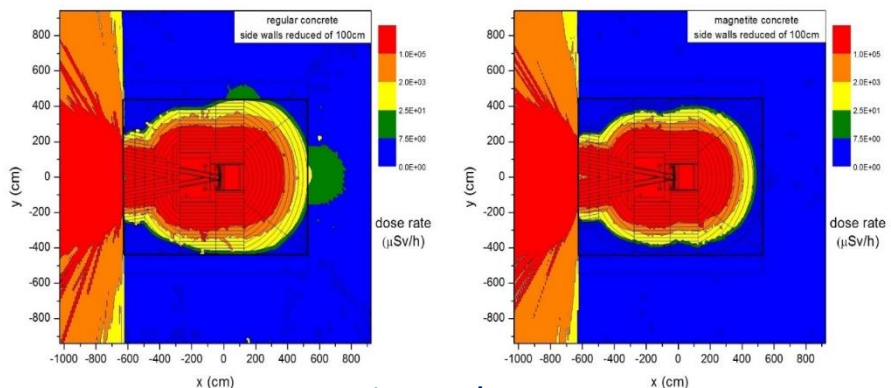 regular concrete
side walls reduced of 100cm
800
600
400
200
0
-200
-400
-600
-800
y (cm)
-1000 -800 -600 -400 -200 0 200 400 600 800
x (cm)
1.0E+05
2.0E+03
2.5E+01
7.5E+00
0.0E+00
dose rate
(μSv/h)
magnetite concrete
side walls reduced of 100cm
800
600
400
200
0
-200
-400
-600
-800
y (cm)
-1000 -800 -600 -400 -200 0 200 400 600 800
x (cm)
1.0E+05
2.0E+03
2.5E+01
7.5E+00
0.0E+00
dose rate
(μSv/h)